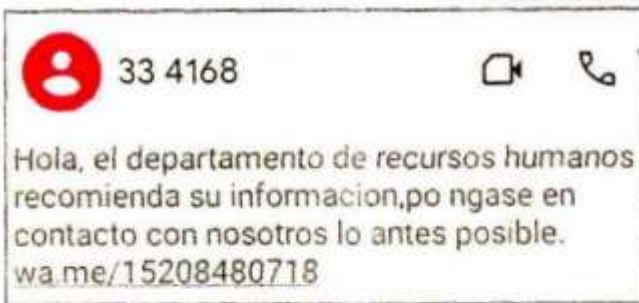 33 4168
Hola, el departamento de recursos humanos
recomienda su informacion,po ngase en
contacto con nosotros lo antes posible.
wa.me/15208480718